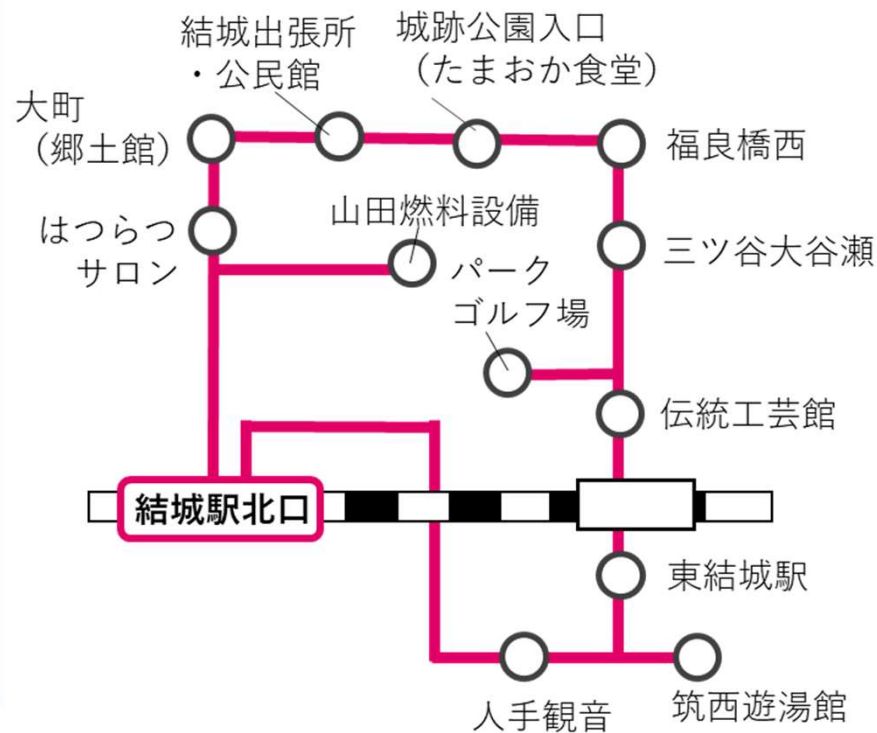 結城出張所
・公民館
城跡公園入口
（たまおか食堂）
大町
（郷土館）
福良橋西
はつらつ
サロン
山田燃料設備
三ツ谷大谷瀬
パーク
ゴルフ場
伝統工芸館
結城駅北口
東結城駅
人手観音
筑西遊湯館